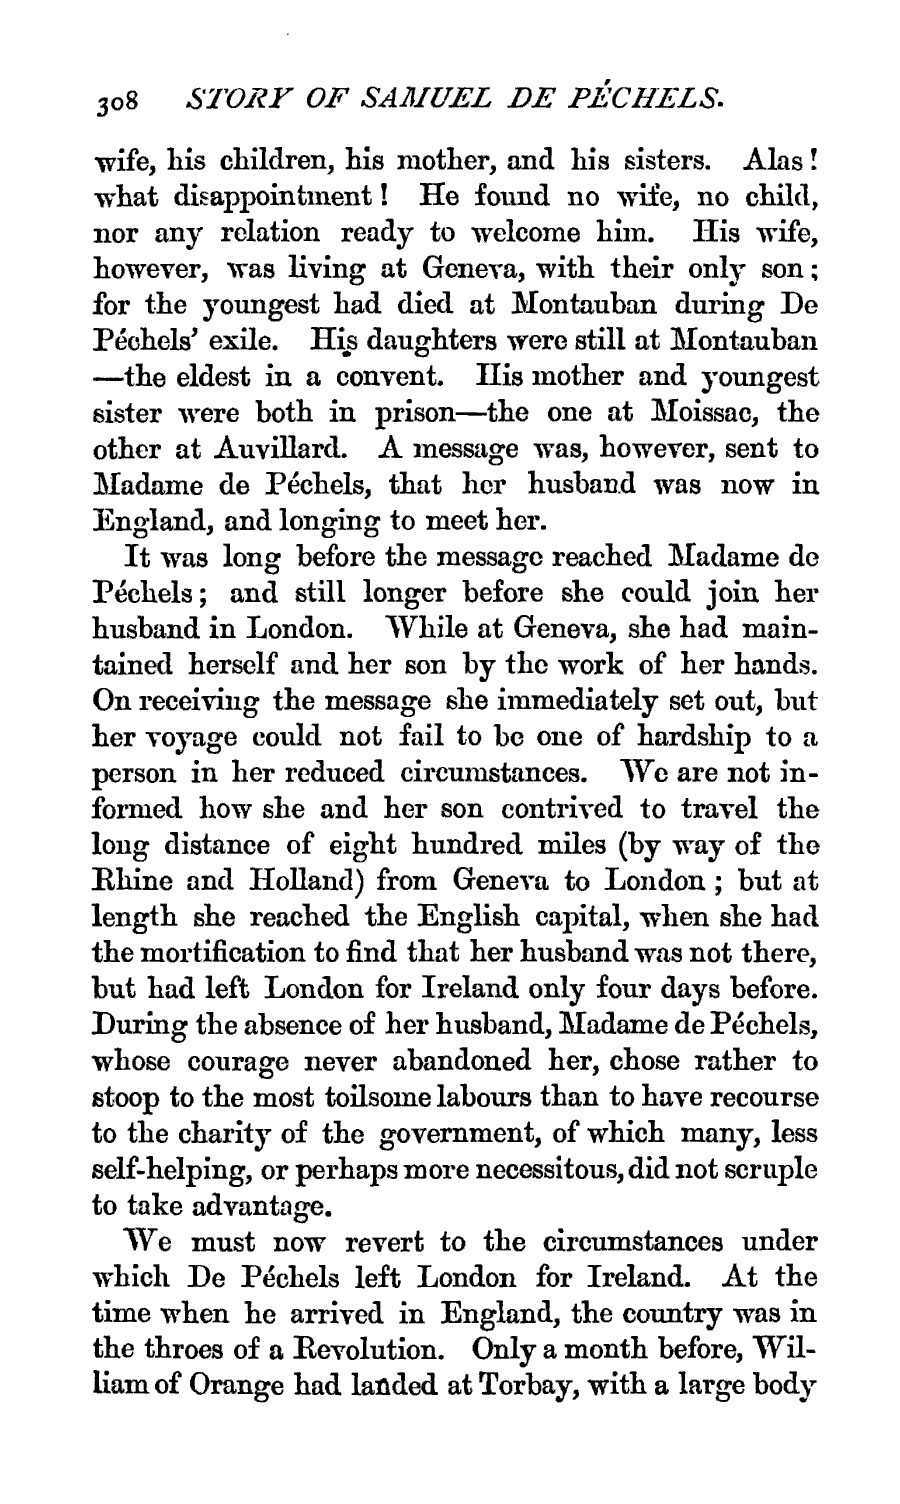 308 STORY OF SAMUEL DE PÉCHELS.
wife, his children, his mother, and his sisters. Alas!
what disappointment! He found no wife, no child,
nor any relation ready to welcome him. His wife,
however, was living at Geneva, with their only son;
for the youngest had died at Montauban during De
Péchels' exile. His daughters were still at Montauban
—the eldest in a convent. His mother and youngest
sister were both in prison—the one at Moissac, the
other at Auvillard. A message was, however, sent to
Madame de Péchels, that her husband was now in
England, and longing to meet her.
It was long before the message reached Madame de
Péchels; and still longer before she could join her
husband in London. While at Geneva, she had main-
tained herself and her son by the work of her hands.
On receiving the message she immediately set out, but
her voyage could not fail to be one of hardship to a
person in her reduced circumstances. We are not in-
formed how she and her son contrived to travel the
long distance of eight hundred miles (by way of the
Rhine and Holland) from Geneva to London; but at
length she reached the English capital, when she had
the mortification to find that her husband was not there,
but had left London for Ireland only four days before.
During the absence of her husband, Madame de Péchels,
whose courage never abandoned her, chose rather to
stoop to the most toilsome labours than to have recourse
to the charity of the government, of which many, less
self-helping, or perhaps more necessitous, did not scruple
to take advantage.
We must now revert to the circumstances under
which De Péchels left London for Ireland. At the
time when he arrived in England, the country was in
the throes of a Revolution. Only a month before, Wil-
liam of Orange had landed at Torbay, with a large body